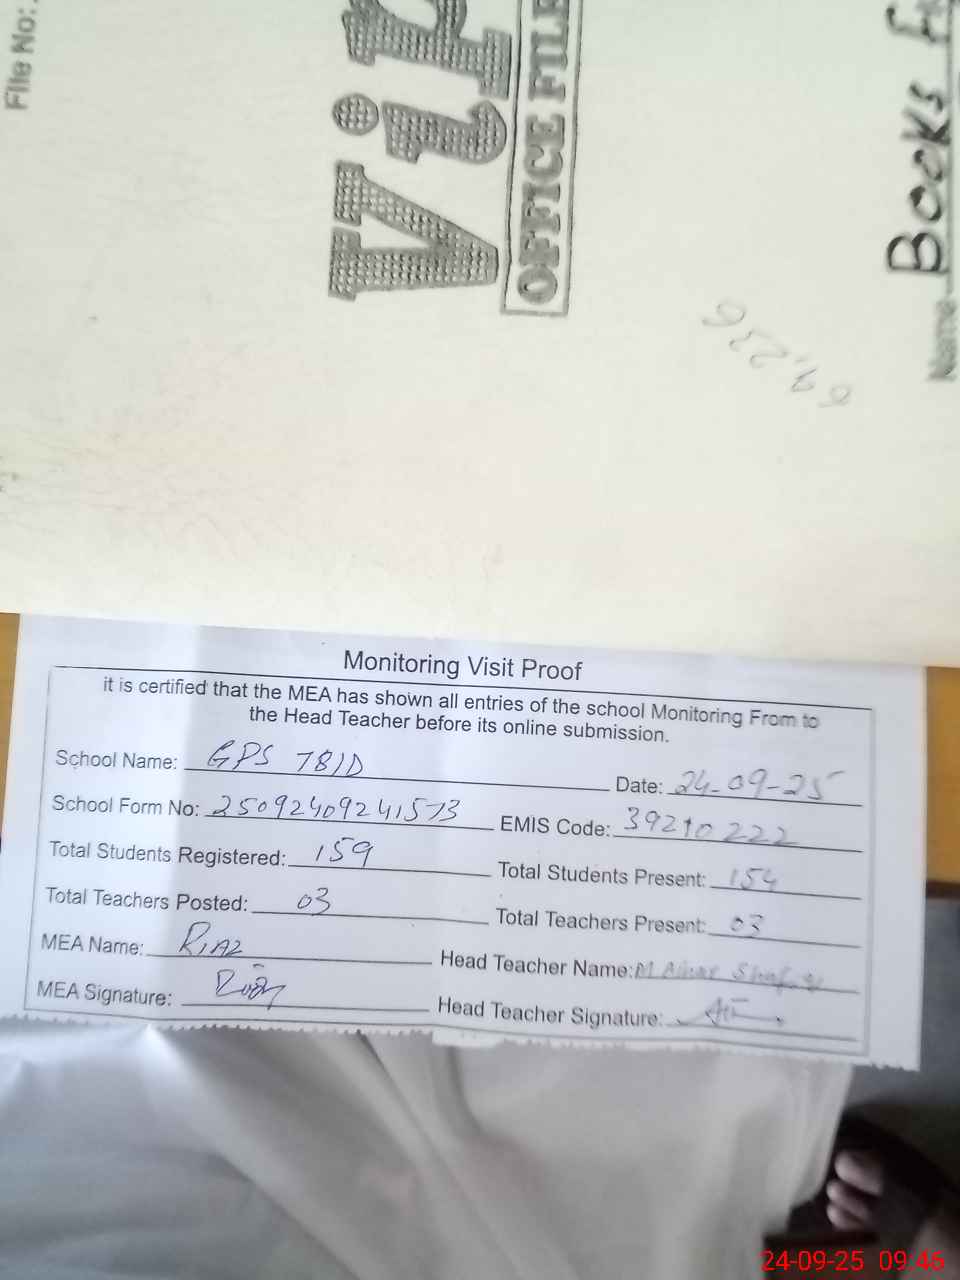 File No:
Vip
OFFICE FILE
Books
Name
69,236
Monitoring Visit Proof
it is certified that the MEA has shown all entries of the school Monitoring From to
the Head Teacher before its online submission.
School Name: GPS 78/D
Date: 24-09-25
School Form No: 25092409241573
EMIS Code: 39210222
Total Students Registered: 159
Total Students Present: 154
Total Teachers Posted: 03
Total Teachers Present: 03
MEA Name: RIAZ
Head Teacher Name: M
MEA Signature:
Head Teacher Signature:
24-09-25 09:46